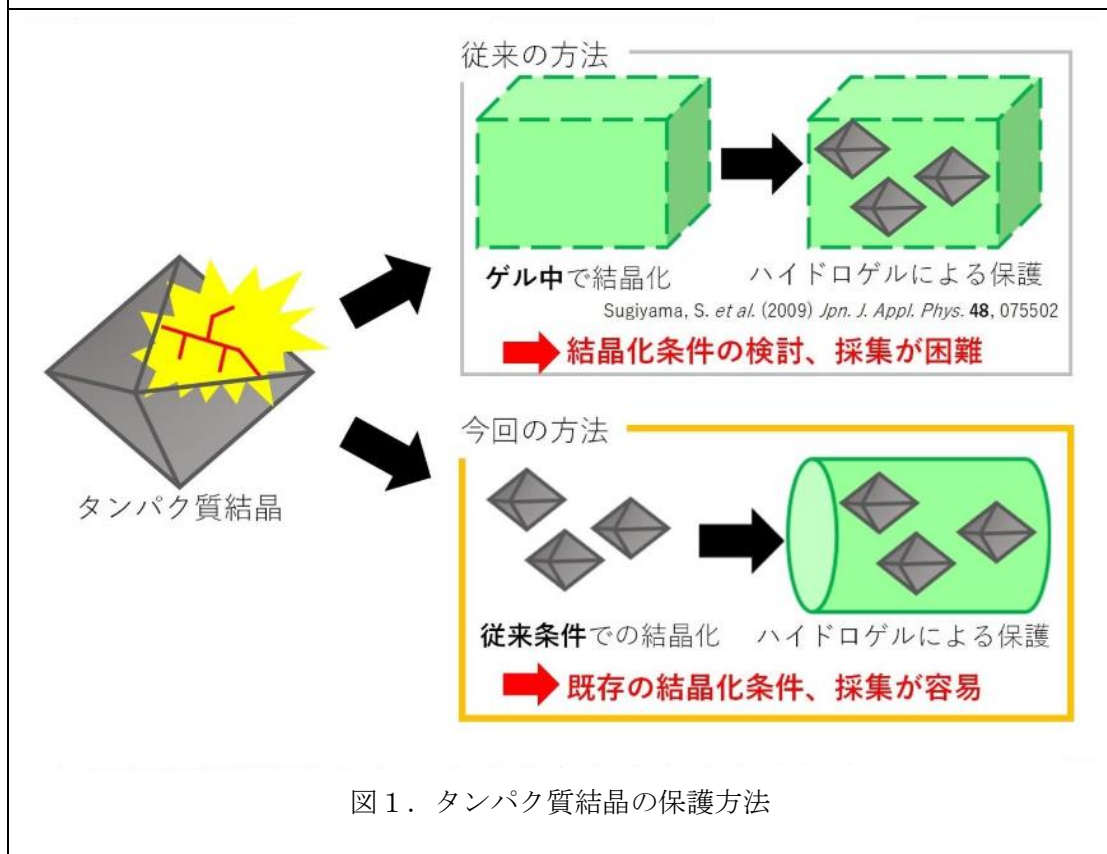 従来の方法
ゲル中で結晶化
ハイドロゲルによる保護
Sugiyama, S. et al. (2009) Jpn. J. Appl. Phys. 48, 075502
結晶化条件の検討、採集が困難
タンパク質結晶
今回の方法
従来条件での結晶化
ハイドロゲルによる保護
既存の結晶化条件、採集が容易
図１．タンパク質結晶の保護方法